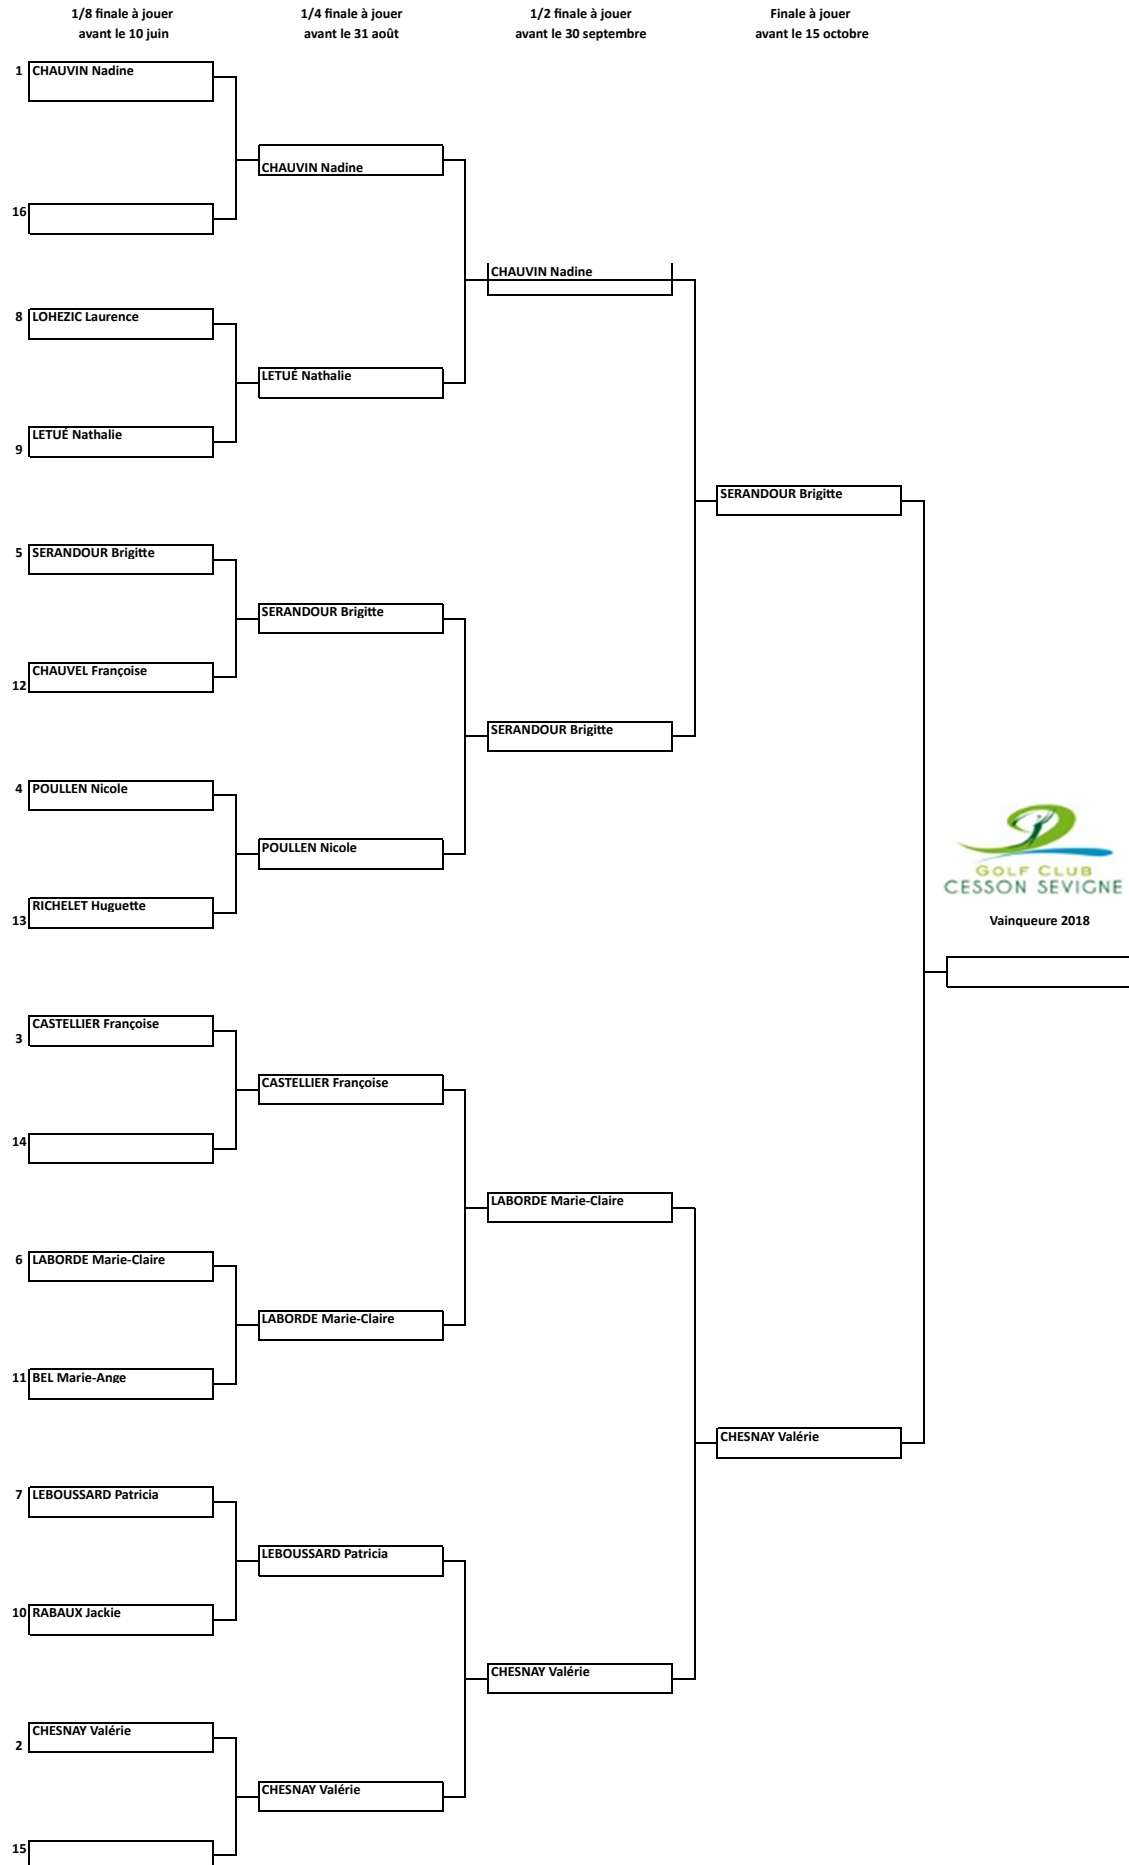 1/8 finale à jouer
avant le 10 juin
1/4 finale à jouer
avant le 31 août
1/2 finale à jouer
avant le 30 septembre
Finale à jouer
avant le 15 octobre
1 CHAUVIN Nadine
CHAUVIN Nadine
16
CHAUVIN Nadine
8 LOHEZIC Laurence
LETUÉ Nathalie
9 LETUÉ Nathalie
SERANDOUR Brigitte
5 SERANDOUR Brigitte
SERANDOUR Brigitte
12 CHAUVEL Françoise
SERANDOUR Brigitte
4 POULLEN Nicole
POULLEN Nicole
GOLF CLUB
CESSON SEVIGNE
13 RICHELET Huguette
Vainqueure 2018
3 CASTELLIER Françoise
CASTELLIER Françoise
14
LABORDE Marie-Claire
6 LABORDE Marie-Claire
LABORDE Marie-Claire
11 BEL Marie-Ange
CHESNAY Valérie
7 LEBOUSSARD Patricia
LEBOUSSARD Patricia
10 RABAUX Jackie
CHESNAY Valérie
2 CHESNAY Valérie
CHESNAY Valérie
15